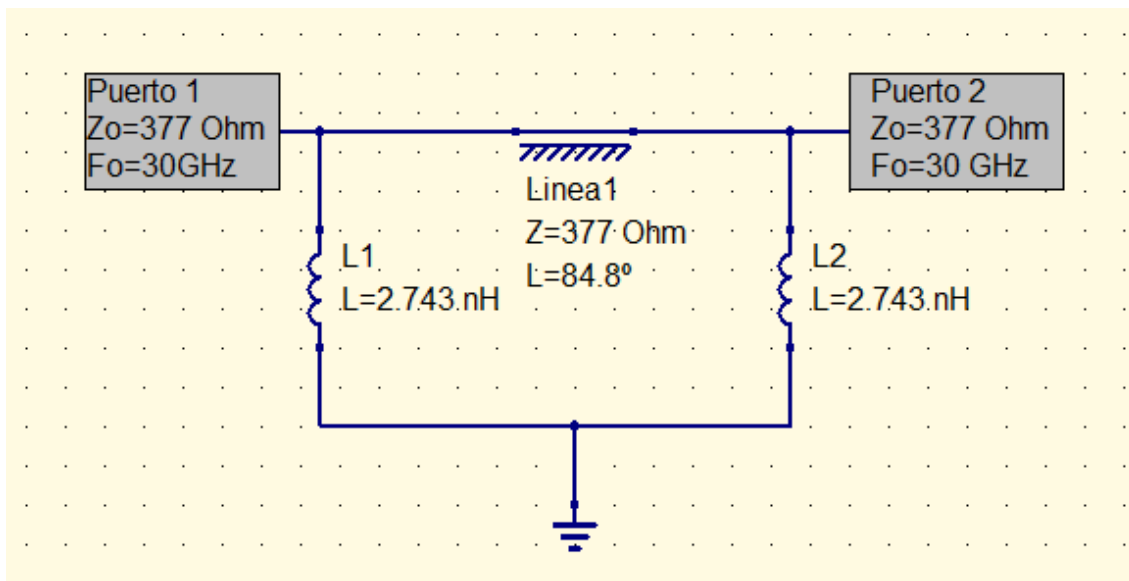 Puerto 1
Zo=377 Ohm
Fo=30GHz
Puerto 2
Zo=377 Ohm
Fo=30 GHz
Linea1
Z=377 Ohm
L=84.8º
L1
L=2.743 nH
L2
L=2.743 nH